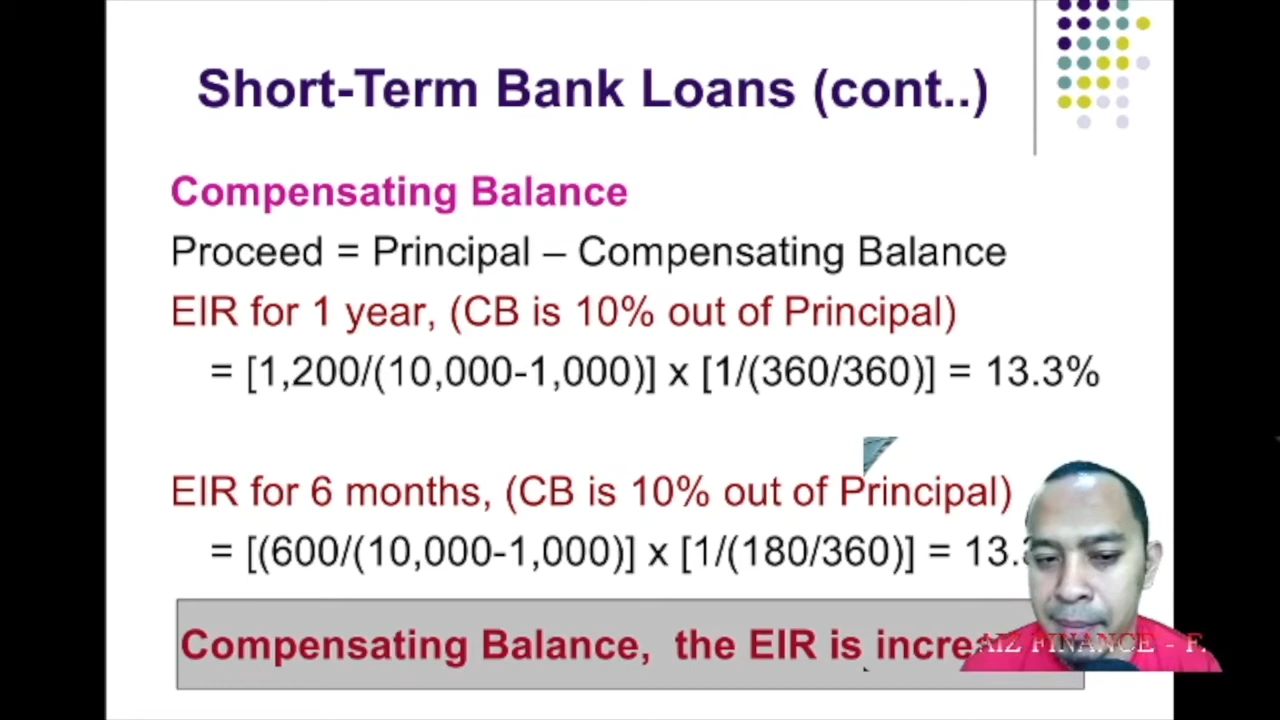 Short-Term Bank Loans (cont..)
Compensating Balance
Proceed = Principal – Compensating Balance
EIR for 1 year, (CB is 10% out of Principal)
= [1,200/(10,000-1,000)] x [1/(360/360)] = 13.3%
EIR for 6 months, (CB is 10% out of Principal)
= [(600/(10,000-1,000)] x [1/(180/360)] = 13.
Compensating Balance, the EIR is
AIZ FINANCE - F.